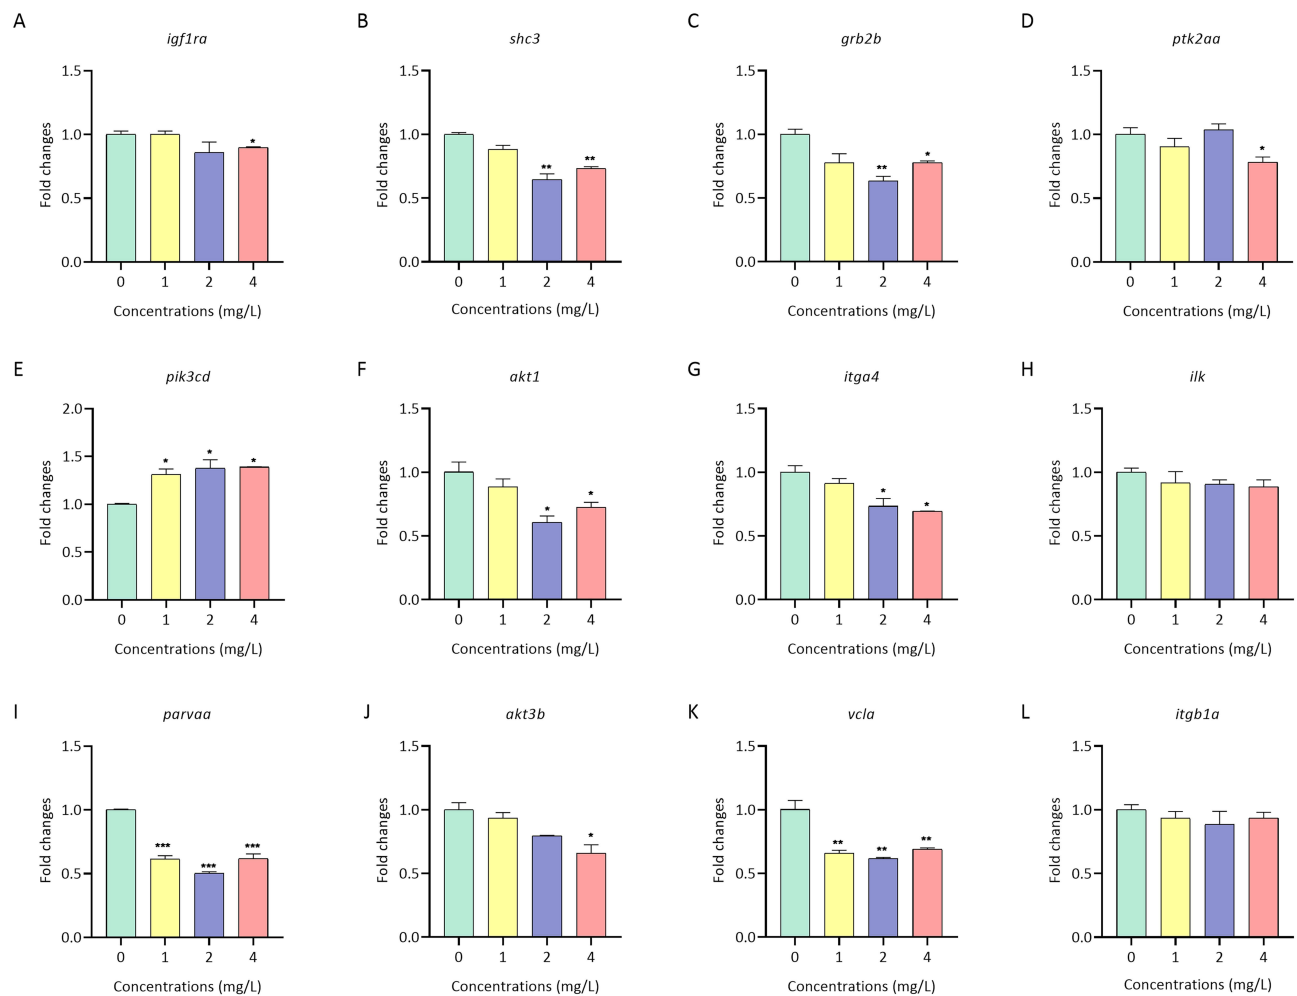 A
igf1ra
1.5
1.0
0.5
0.0
Fold changes
*
0 1 2 4
Concentrations (mg/L)
B
shc3
1.5
1.0
0.5
0.0
Fold changes
** **
0 1 2 4
Concentrations (mg/L)
C
grb2b
1.5
1.0
0.5
0.0
Fold changes
** *
0 1 2 4
Concentrations (mg/L)
D
ptk2aa
1.5
1.0
0.5
0.0
Fold changes
*
0 1 2 4
Concentrations (mg/L)
E
pik3cd
2.0
1.5
1.0
0.5
0.0
Fold changes
* * *
0 1 2 4
Concentrations (mg/L)
F
akt1
1.5
1.0
0.5
0.0
Fold changes
* *
0 1 2 4
Concentrations (mg/L)
G
itga4
1.5
1.0
0.5
0.0
Fold changes
* *
0 1 2 4
Concentrations (mg/L)
H
ilk
1.5
1.0
0.5
0.0
Fold changes
0 1 2 4
Concentrations (mg/L)
I
parvaa
1.5
1.0
0.5
0.0
Fold changes
*** *** ***
0 1 2 4
Concentrations (mg/L)
J
akt3b
1.5
1.0
0.5
0.0
Fold changes
*
0 1 2 4
Concentrations (mg/L)
K
vcla
1.5
1.0
0.5
0.0
Fold changes
** ** **
0 1 2 4
Concentrations (mg/L)
L
itgb1a
1.5
1.0
0.5
0.0
Fold changes
0 1 2 4
Concentrations (mg/L)